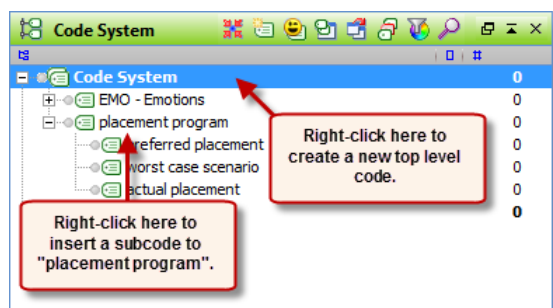 Code System
#
Code System 0
EMO - Emotions 0
placement program 0
preferred placement 0
worst case scenario 0
actual placement 0
0
Right-click here to
create a new top level
code.
Right-click here to
insert a subcode to
"placement program".